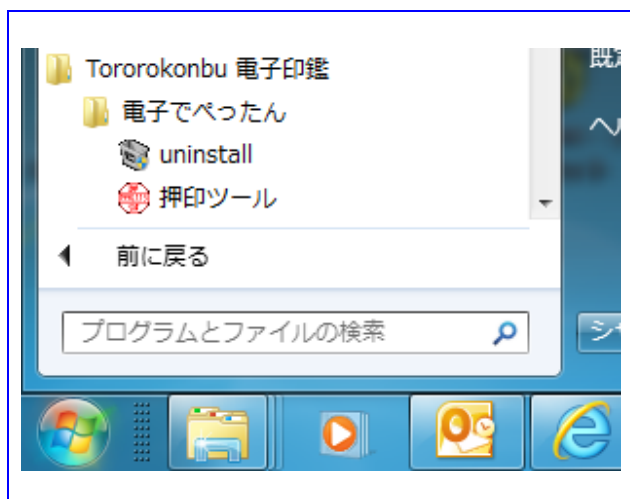 Tororokonbu 電子印鑑
電子でぺったん
uninstall
押印ツール
前に戻る
プログラムとファイルの検索